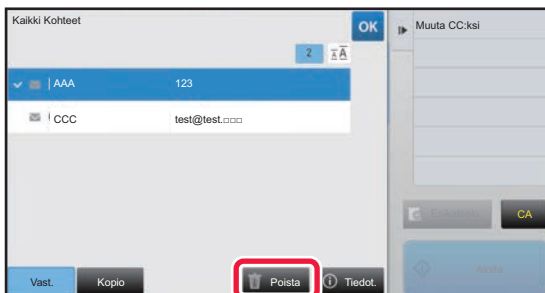 Kaikki Kohteet
OK
Muuta CC:ksi
2
AAA 123
CCC test@test.□□□
CA
Vast. Kopio Poista Tiedot.